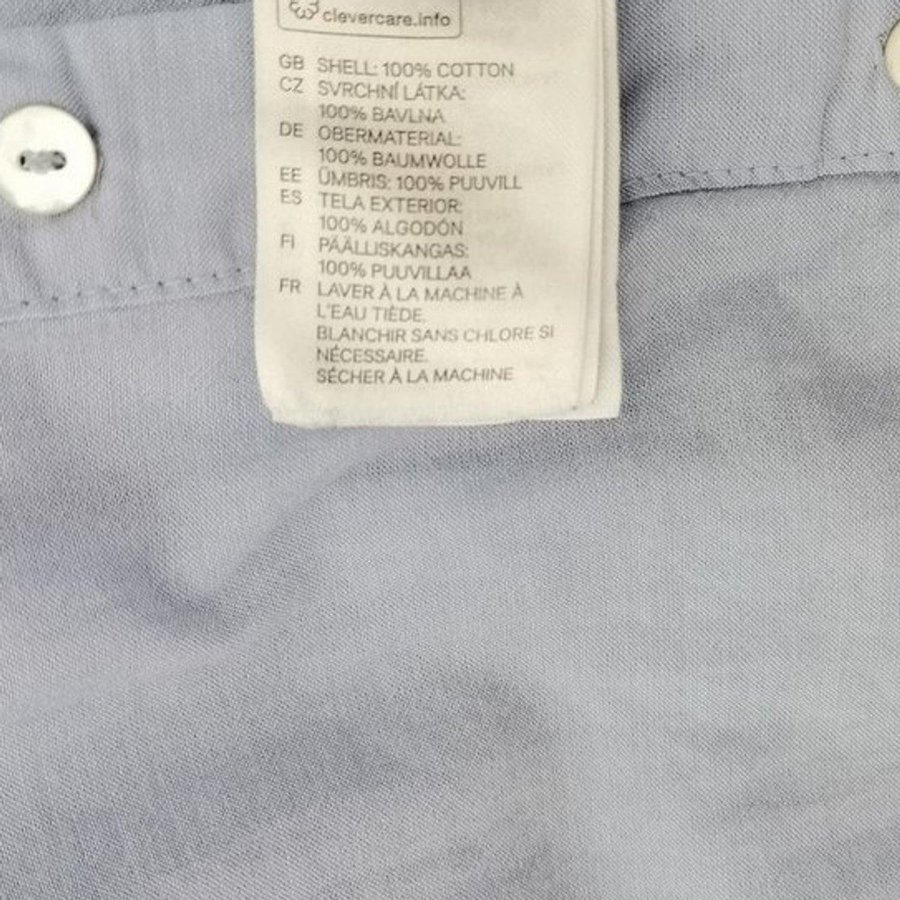 clevercare.info
GB SHELL: 100% COTTON
CZ SVRCHNÍ LÁTKA:
100% BAVLNA
DE OBERMATERIAL:
100% BAUMWOLLE
EE ÜMBRIS: 100% PUUVILL
ES TELA EXTERIOR:
100% ALGODÓN
FI PÄÄLLISKANGAS:
100% PUUVILLAA
FR LAVER À LA MACHINE À
L'EAU TIÈDE.
BLANCHIR SANS CHLORE SI
NÉCESSAIRE.
SÉCHER À LA MACHINE